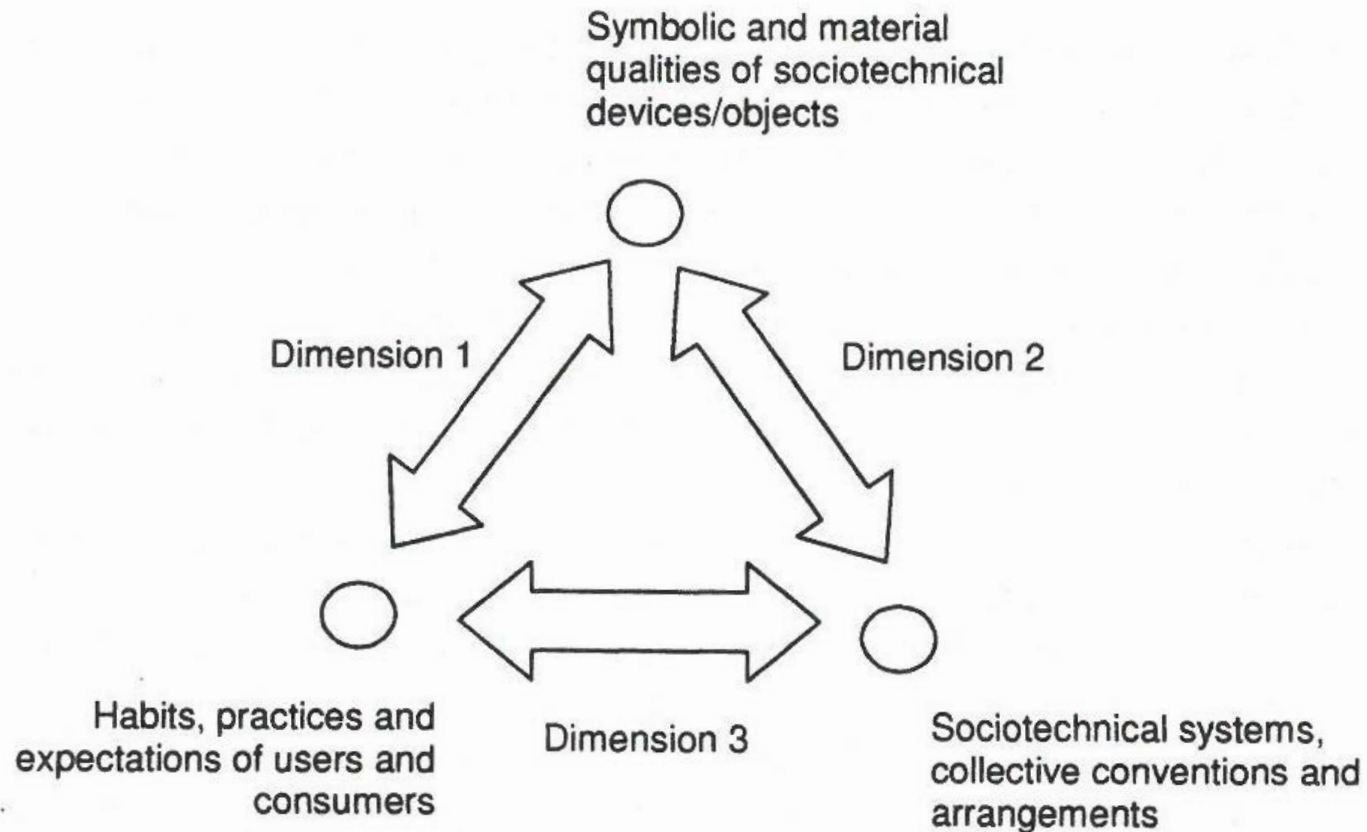 Symbolic and material
qualities of sociotechnical
devices/objects
Dimension 1
Dimension 2
Habits, practices and
expectations of users and
consumers
Dimension 3
Sociotechnical systems,
collective conventions and
arrangements